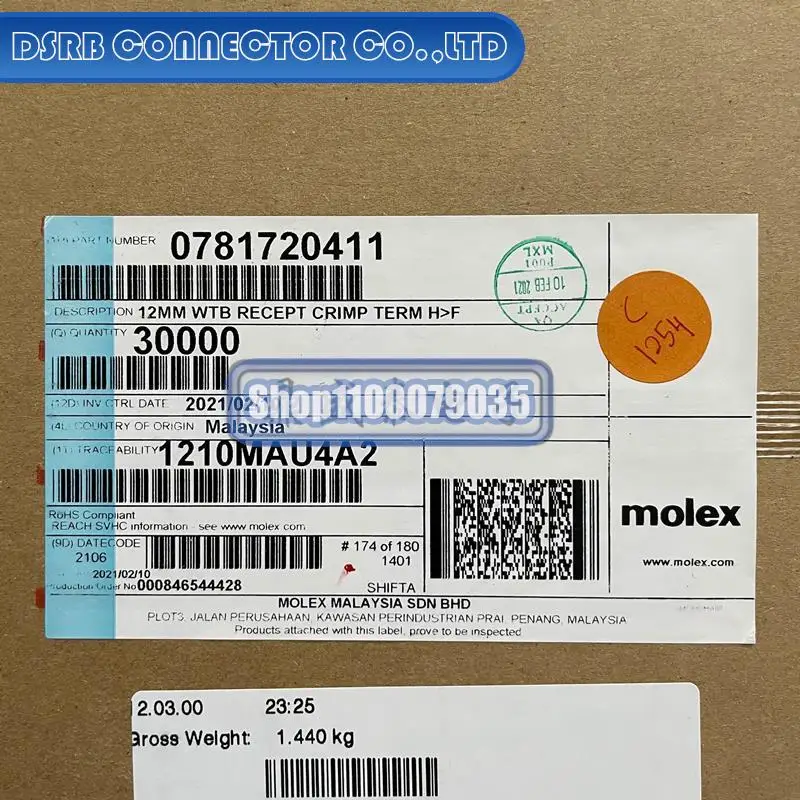 DSRB CONNECTOR CO.,LTD
PART NUMBER 0781720411
DESCRIPTION 12MM WTB RECEPT CRIMP TERM H>F
(Q) QUANTITY 30000
INV CTRL DATE 2021/02/
Shop1100079035
(4L) COUNTRY OF ORIGIN Malaysia
(1T) TRACEABILITY 1210MAU4A2
RoHS Compliant
REACH SVHC information - see www.molex.com
(9D) DATECODE
2106
# 174 of 180
1401
2021/02/10
Production Order No 000846544428
SHIFTA
MOLEX MALAYSIA SDN BHD
PLOT3, JALAN PERUSAHAAN, KAWASAN PERINDUSTRIAN PRAI, PENANG, MALAYSIA
Products attached with this label, prove to be inspected
MXL
P001
10 FEB 2021
ACCEPT
QA
C
1254
molex
www.molex.com
2.03.00 23:25
Gross Weight: 1.440 kg